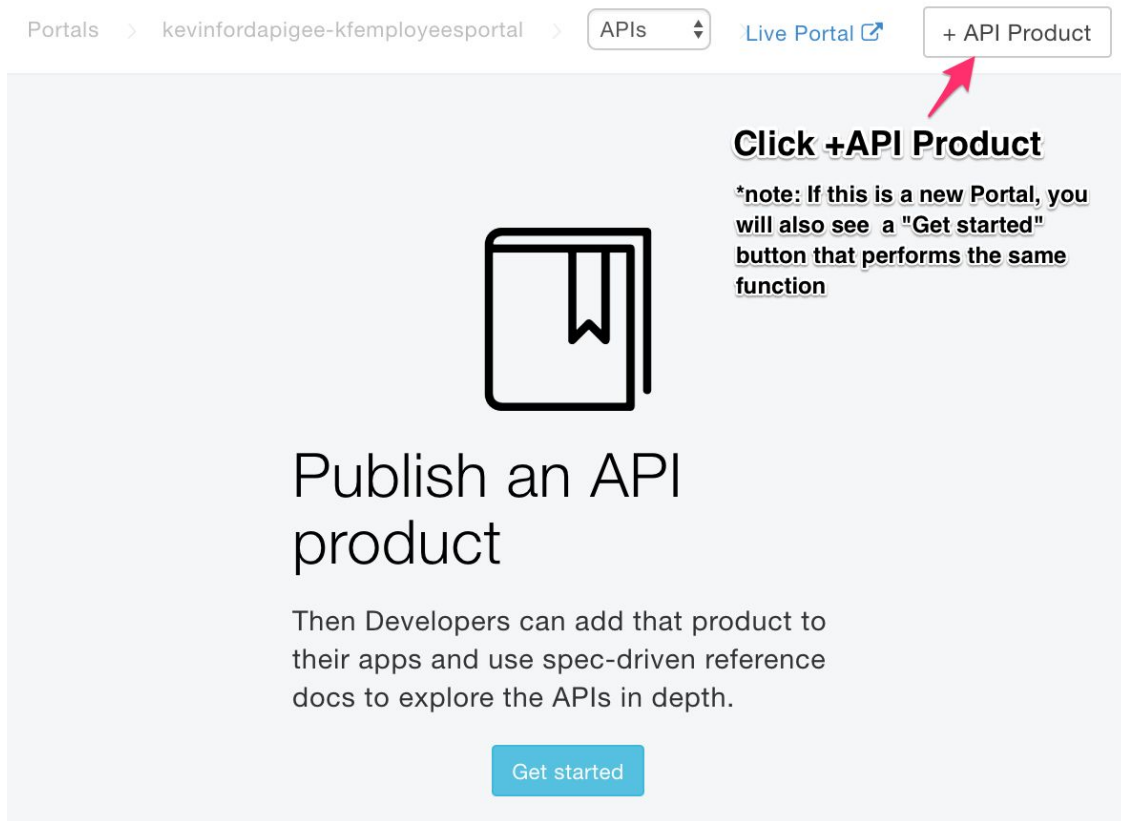 Portals > kevinfordapigee-kfemployeesportal > APIs Live Portal + API Product
Click +API Product
*note: If this is a new Portal, you
will also see a "Get started"
button that performs the same
function
Publish an API
product
Then Developers can add that product to
their apps and use spec-driven reference
docs to explore the APIs in depth.
Get started